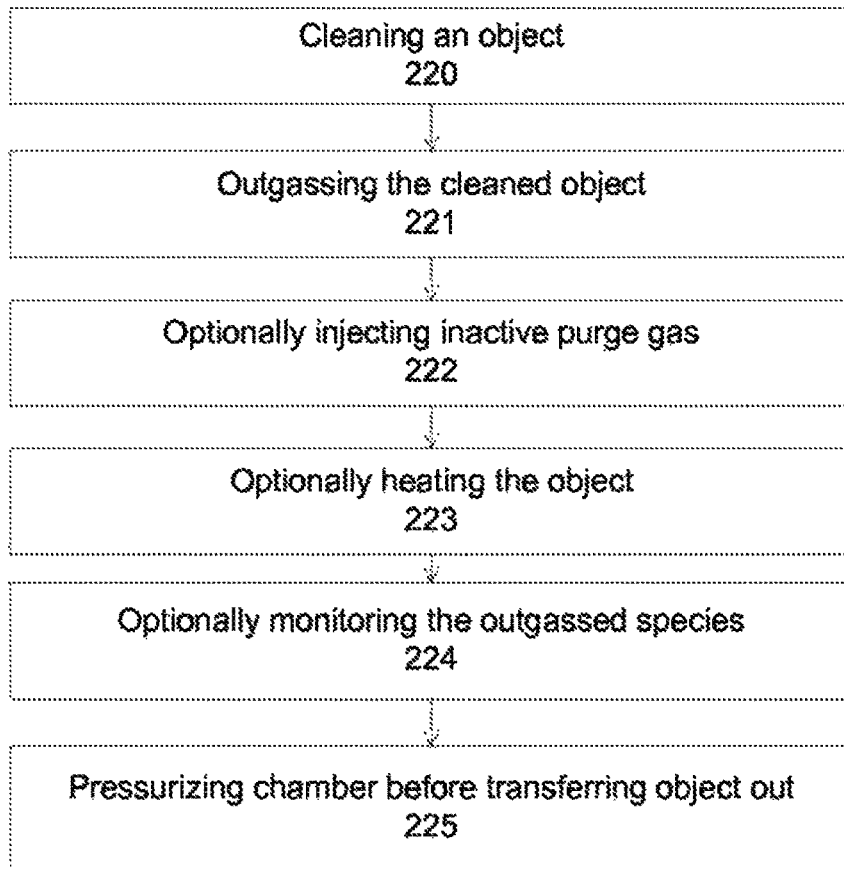 Cleaning an object
220
Outgassing the cleaned object
221
Optionally injecting inactive purge gas
222
Optionally heating the object
223
Optionally monitoring the outgassed species
224
Pressurizing chamber before transferring object out
225